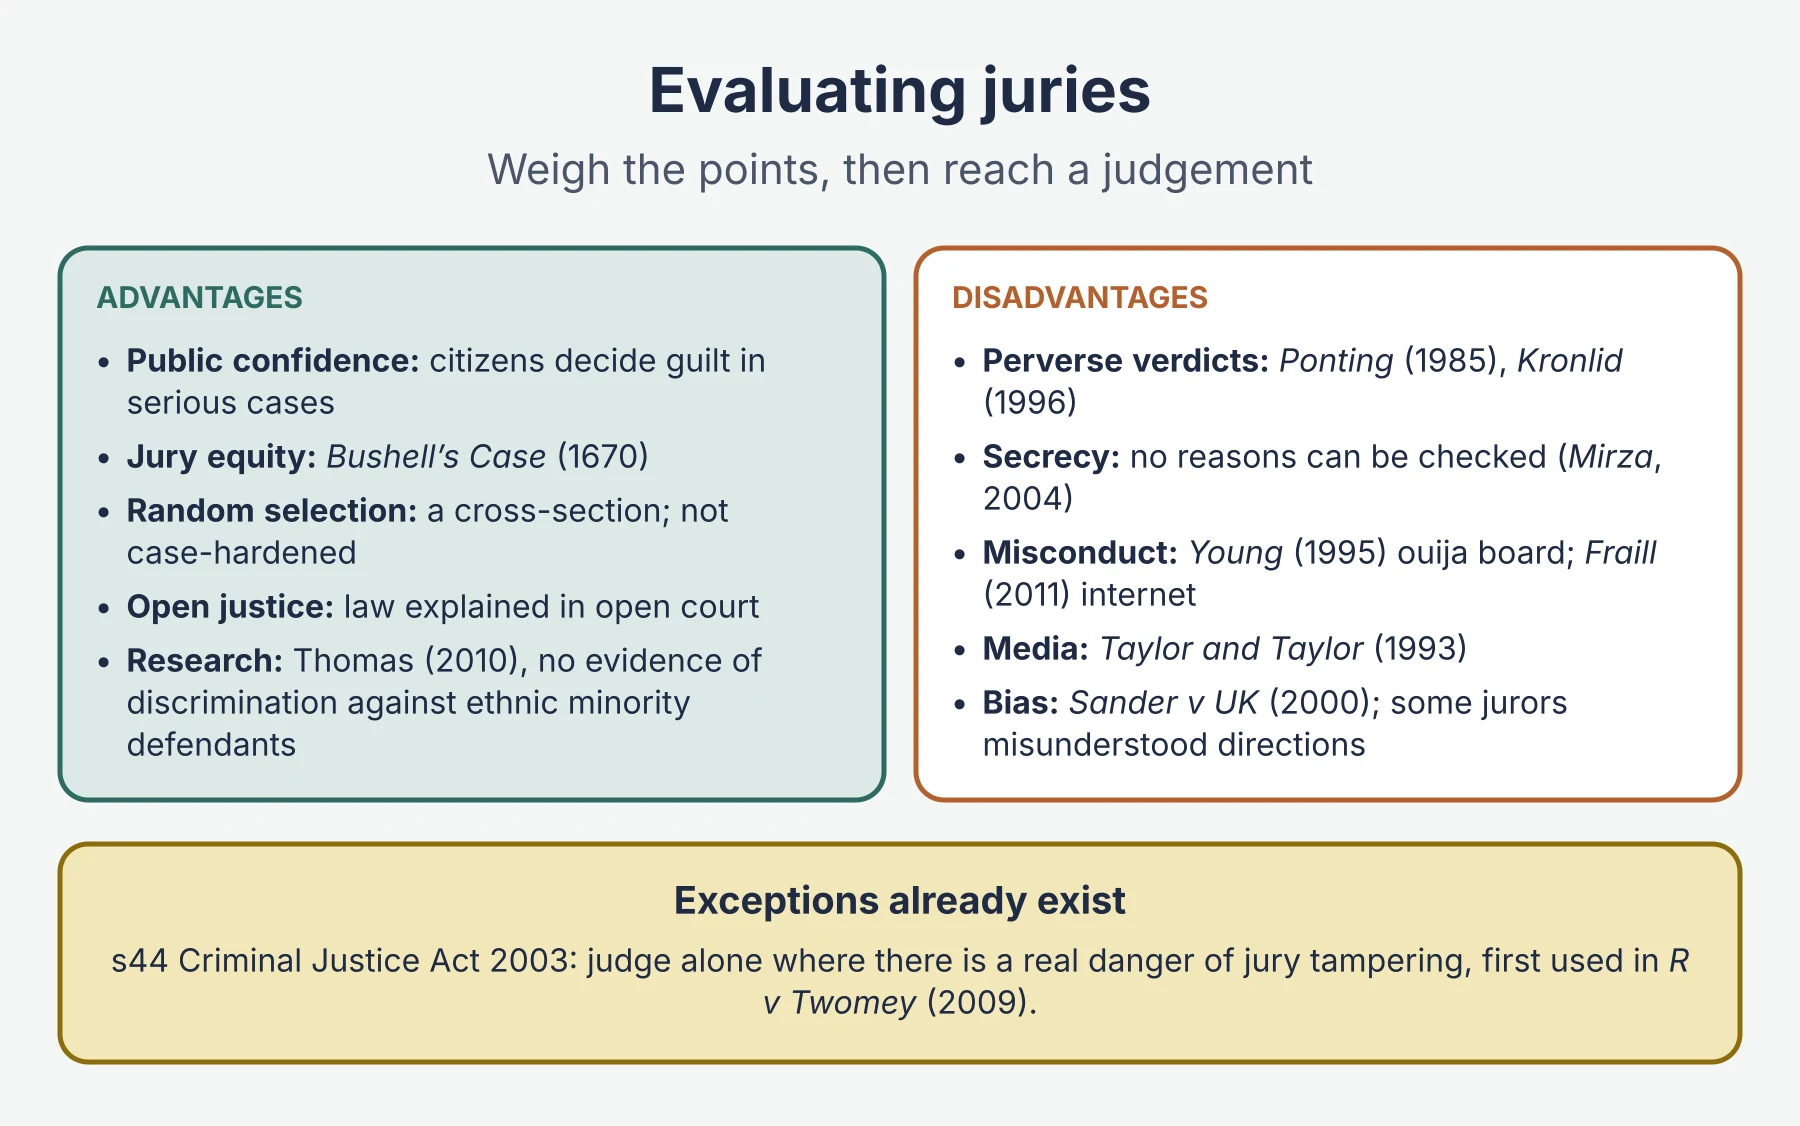 Evaluating juries
Weigh the points, then reach a judgement
ADVANTAGES
• Public confidence: citizens decide guilt in
serious cases
• Jury equity: Bushell’s Case (1670)
• Random selection: a cross-section; not
case-hardened
• Open justice: law explained in open court
• Research: Thomas (2010), no evidence of
discrimination against ethnic minority
defendants
DISADVANTAGES
• Perverse verdicts: Ponting (1985), Kronlid
(1996)
• Secrecy: no reasons can be checked (Mirza,
2004)
• Misconduct: Young (1995) ouija board; Fraill
(2011) internet
• Media: Taylor and Taylor (1993)
• Bias: Sander v UK (2000); some jurors
misunderstood directions
Exceptions already exist
s44 Criminal Justice Act 2003: judge alone where there is a real danger of jury tampering, first used in R
v Twomey (2009).